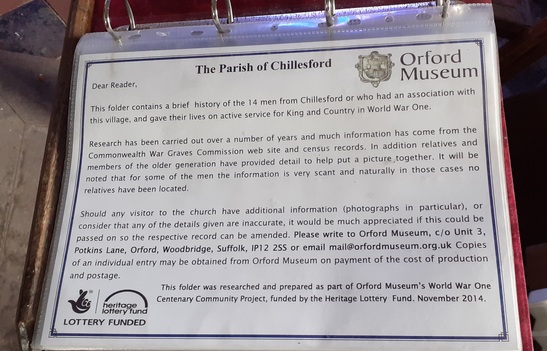 The Parish of Chillesford
Orford
Museum
Dear Reader,
This folder contains a brief history of the 14 men from Chillesford or who had an association with
this village, and gave their lives on active service for King and Country in World War One.
Research has been carried out over a number of years and much information has come from the
Commonwealth War Graves Commission web site and census records. In addition relatives and
members of the older generation have provided detail to help put a picture together. It will be
noted that for some of the men the information is very scant and naturally in those cases no
relatives have been located.
Should any visitor to the church have additional information (photographs in particular), or
consider that any of the details given are inaccurate, it would be much appreciated if this could be
passed on so the respective record can be amended. Please write to Orford Museum, c/o Unit 3,
Potkins Lane, Orford, Woodbridge, Suffolk, IP12 2SS or email mail@orfordmuseum.org.uk Copies
of an individual entry may be obtained from Orford Museum on payment of the cost of production
and postage.
This folder was researched and prepared as part of Orford Museum's World War One
Centenary Community Project, funded by the Heritage Lottery Fund. November 2014.
heritage
lottery fund
LOTTERY FUNDED